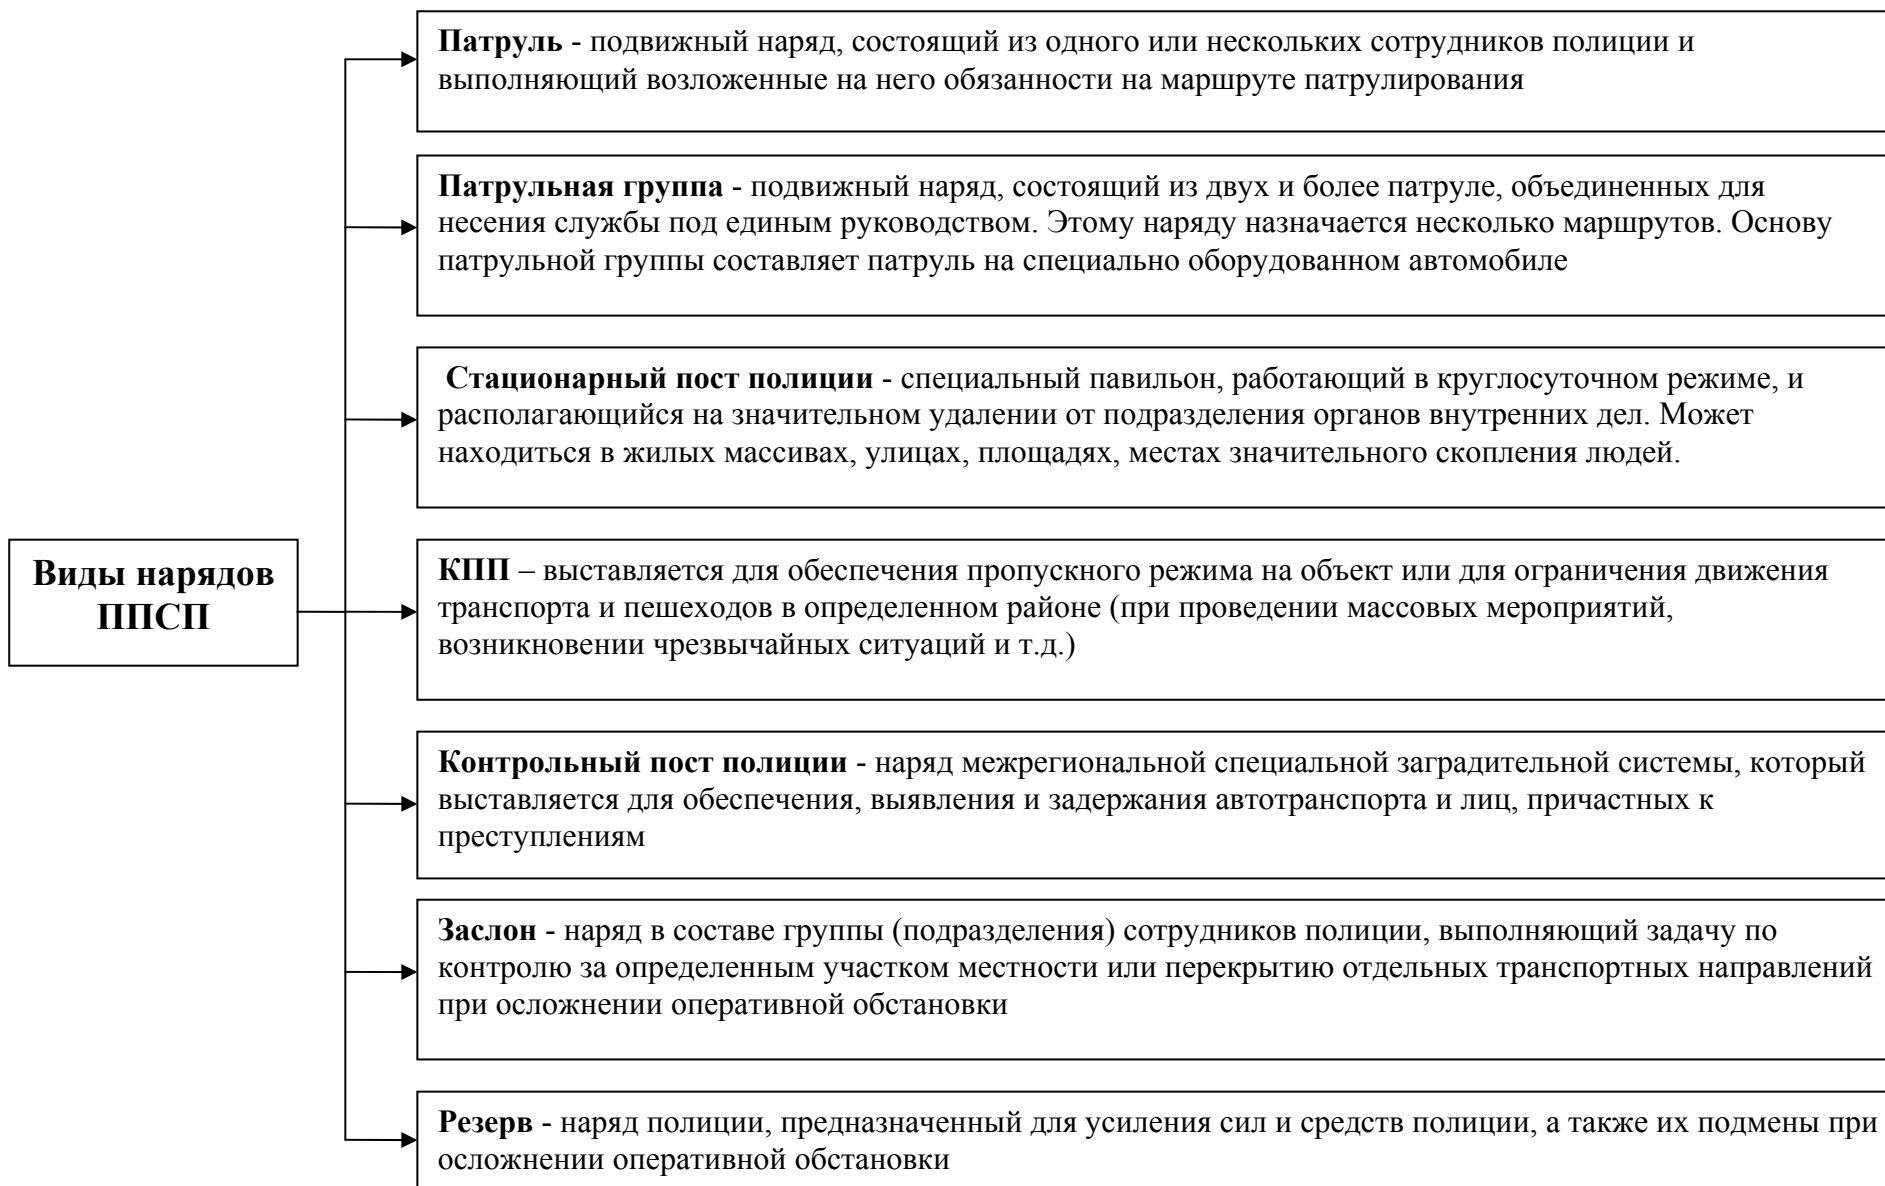 Патруль - подвижный наряд, состоящий из одного или нескольких сотрудников полиции и
выполняющий возложенные на него обязанности на маршруте патрулирования
Патрульная группа - подвижный наряд, состоящий из двух и более патруле, объединенных для
несения службы под единым руководством. Этому наряду назначается несколько маршрутов. Основу
патрульной группы составляет патруль на специально оборудованном автомобиле
Стационарный пост полиции - специальный павильон, работающий в круглосуточном режиме, и
располагающийся на значительном удалении от подразделения органов внутренних дел. Может
находиться в жилых массивах, улицах, площадях, местах значительного скопления людей.
Виды нарядов
ППСП
КПП – выставляется для обеспечения пропускного режима на объект или для ограничения движения
транспорта и пешеходов в определенном районе (при проведении массовых мероприятий,
возникновении чрезвычайных ситуаций и т.д.)
Контрольный пост полиции - наряд межрегиональной специальной заградительной системы, который
выставляется для обеспечения, выявления и задержания автотранспорта и лиц, причастных к
преступлениям
Заслон - наряд в составе группы (подразделения) сотрудников полиции, выполняющий задачу по
контролю за определенным участком местности или перекрытию отдельных транспортных направлений
при осложнении оперативной обстановки
Резерв - наряд полиции, предназначенный для усиления сил и средств полиции, а также их подмены при
осложнении оперативной обстановки